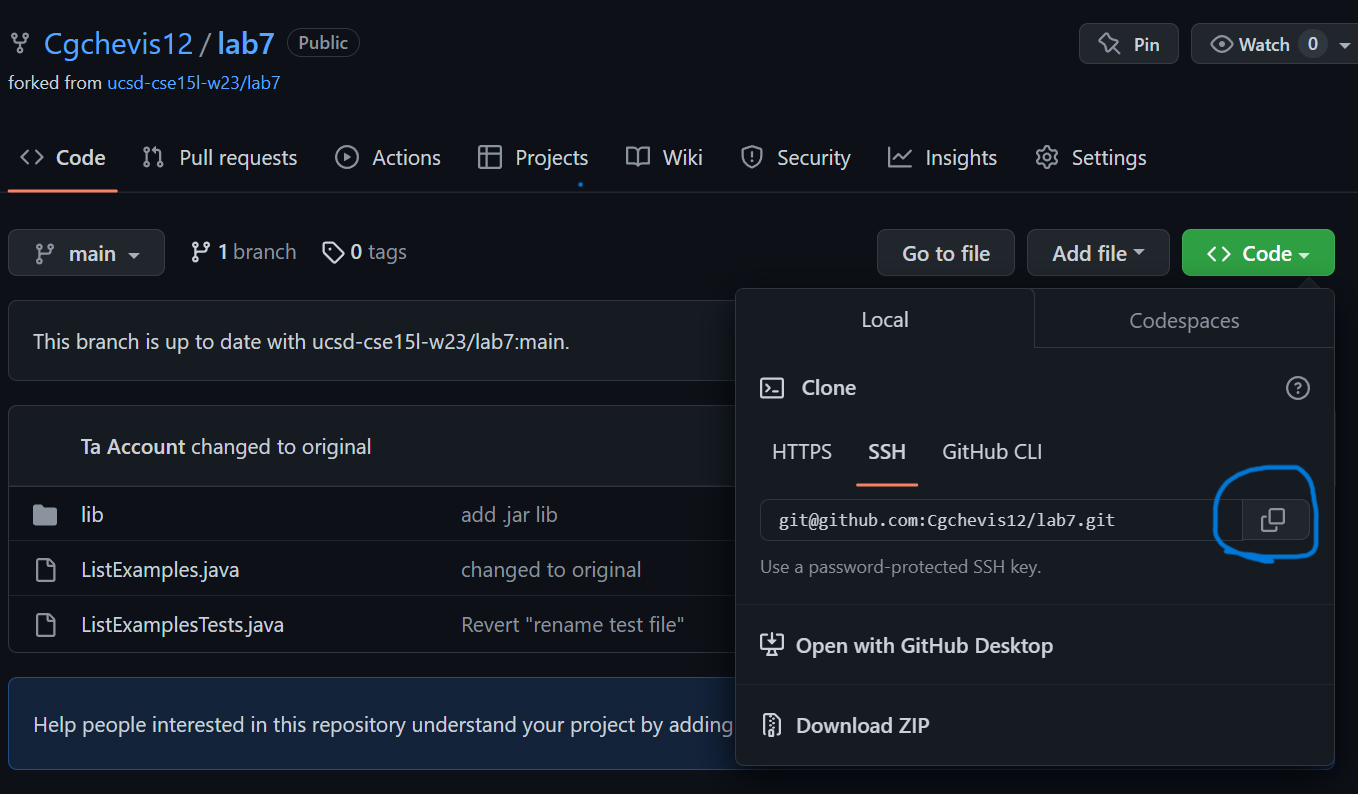 Cgchevis12 / lab7 Public Pin Watch 0
forked from ucsd-cse15l-w23/lab7
Code Pull requests Actions Projects Wiki Security Insights Settings
main 1 branch 0 tags Go to file Add file Code
This branch is up to date with ucsd-cse15l-w23/lab7:main.
Ta Account changed to original
lib add .jar lib
ListExamples.java changed to original
ListExamplesTests.java Revert "rename test file"
Help people interested in this repository understand your project by adding
Local Codespaces
Clone
HTTPS SSH GitHub CLI
git@github.com:Cgchevis12/lab7.git
Use a password-protected SSH key.
Open with GitHub Desktop
Download ZIP